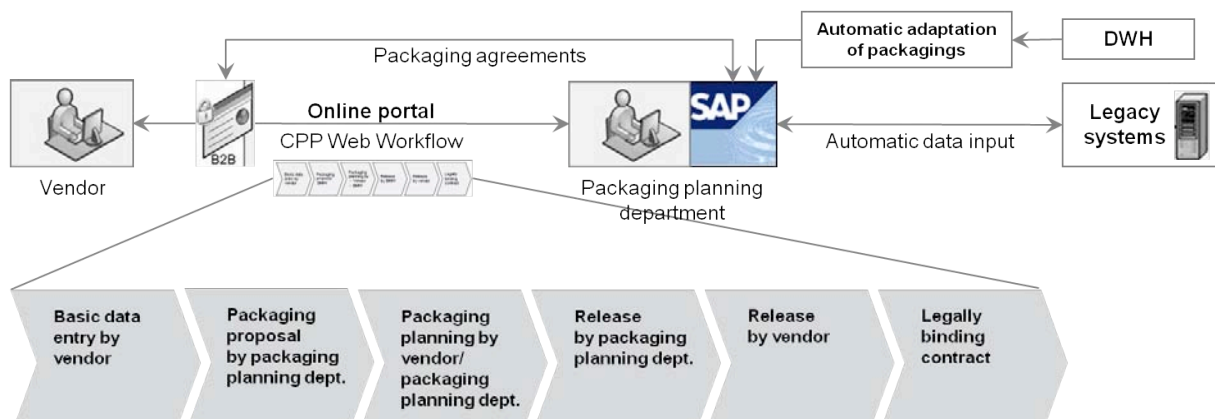 Automatic adaptation
of packagings
DWH
Packaging agreements
SAP
Online portal
CPP Web Workflow
B2B
Automatic data input
Legacy
systems
Vendor
Packaging planning
department
Basic data
entry by
vendor
Packaging
proposal
by packaging
planning dept.
Packaging
planning by
vendor/
packaging
planning dept.
Release
by packaging
planning dept.
Release
by vendor
Legally
binding
contract